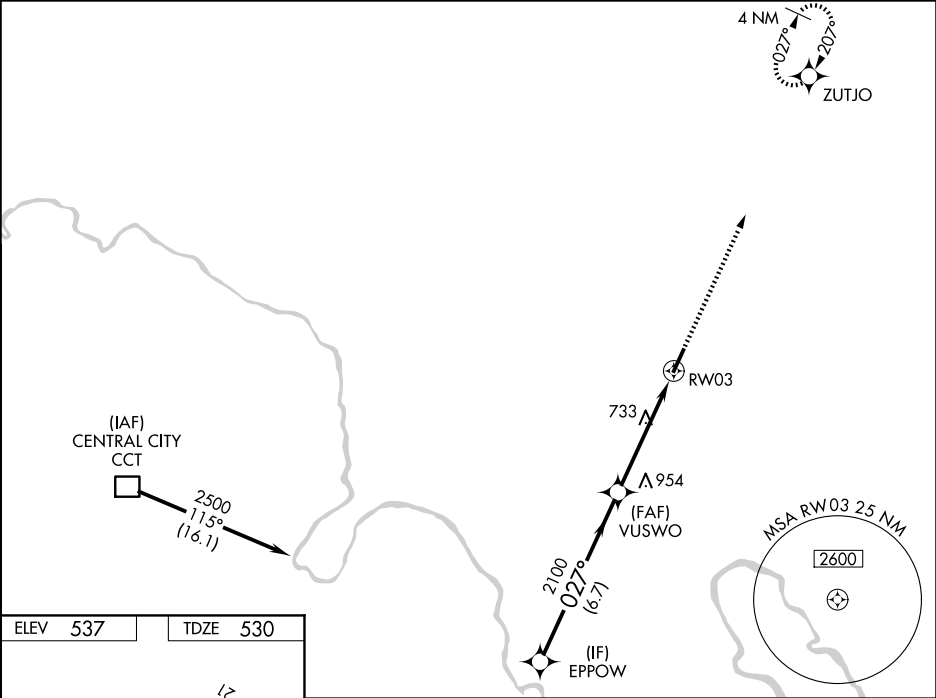 4 NM
027°
207°
ZUTJO
RW03
733
(IAF)
CENTRAL CITY
CCT
2500
115°
(16.1)
954
(FAF)
VUSWO
MSA RW03 25 NM
2600
2100
027°
(6.7)
(IF)
EPPOW
ELEV 537
TDZE 530
21